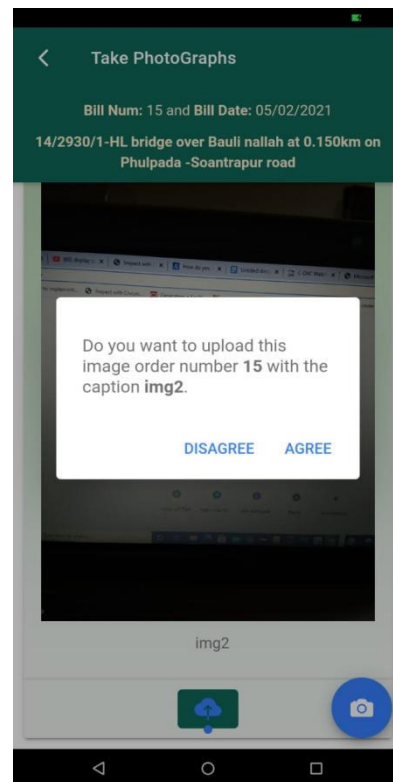 Take PhotoGraphs
Bill Num: 15 and Bill Date: 05/02/2021
14/2930/1-HL bridge over Bauli nallah at 0.150km on
Phulpada -Soantrapur road
Do you want to upload this
image order number 15 with the
caption img2.
DISAGREE AGREE
img2